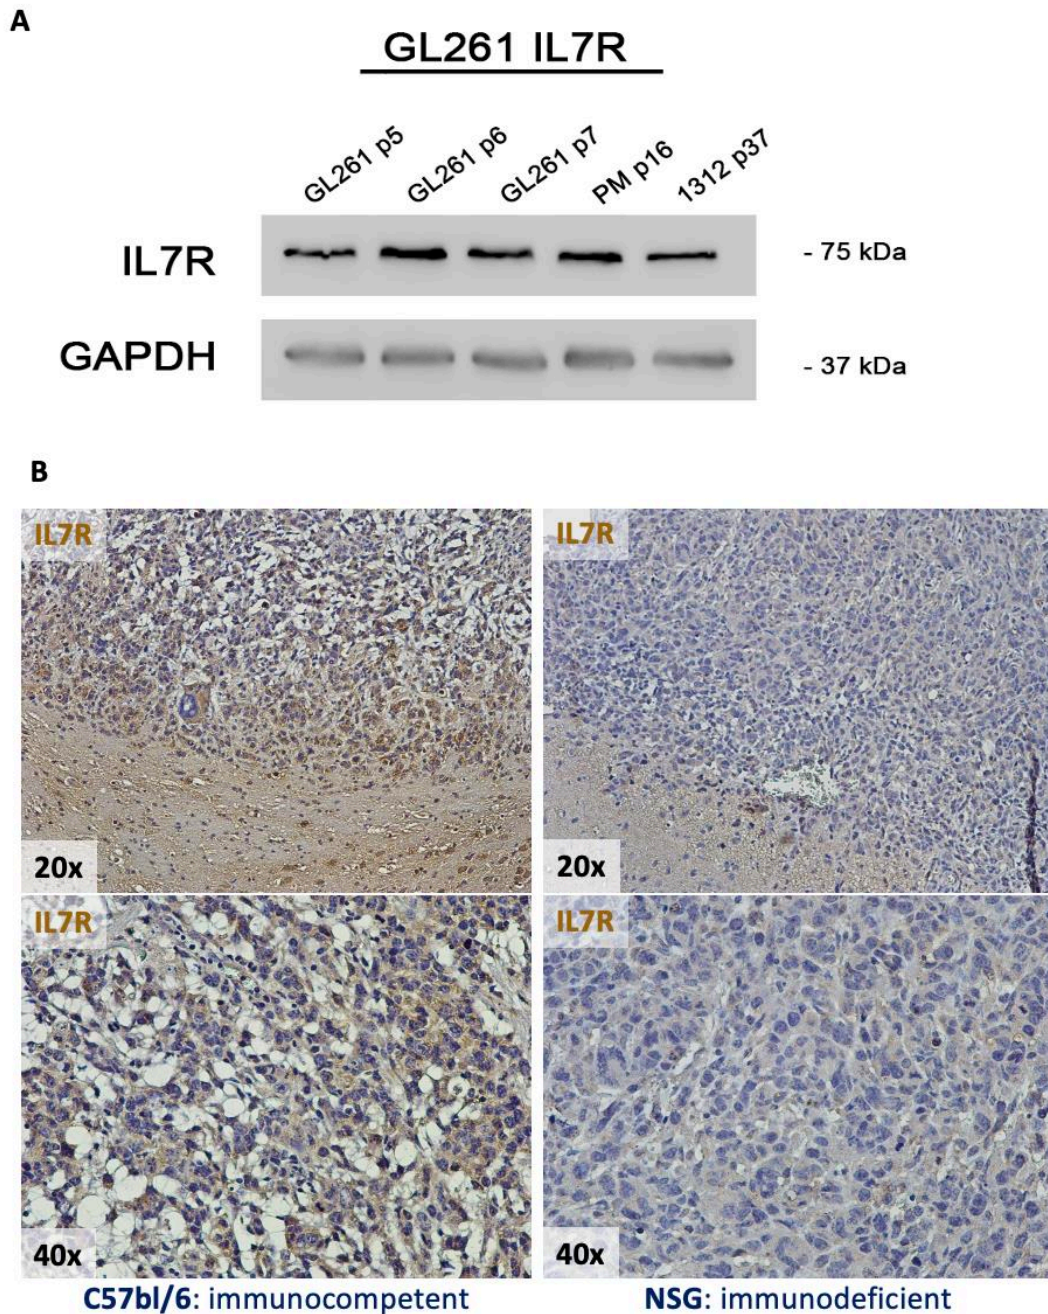 A
GL261 IL7R
GL261 p5
GL261 p6
GL261 p7
PM p16
1312 p37
IL7R
- 75 kDa
GAPDH
- 37 kDa
B
IL7R
IL7R
20x
20x
IL7R
IL7R
40x
40x
C57bl/6: immunocompetent
NSG: immunodeficient